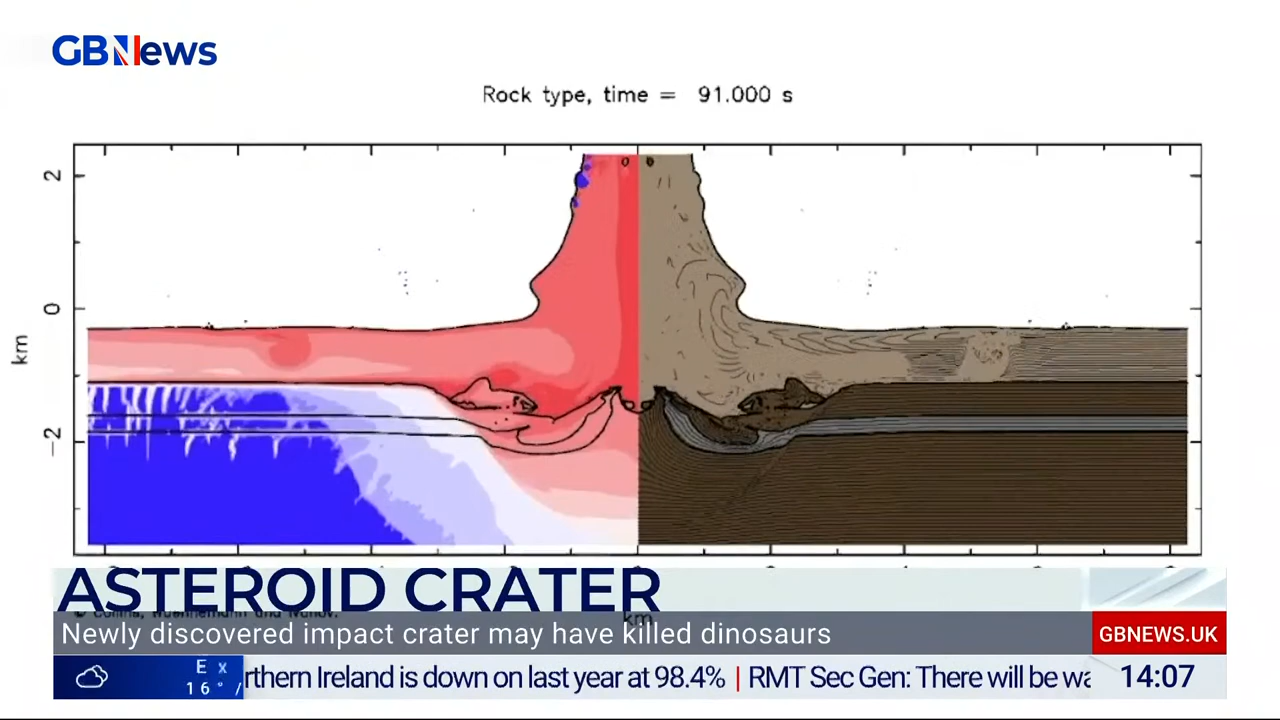 GBNews
Rock type, time = 91.000 s
2
0
km
-2
ASTEROID CRATER
km
Newly discovered impact crater may have killed dinosaurs
GBNEWS.UK
E x
16°
rthern Ireland is down on last year at 98.4% | RMT Sec Gen: There will be wa
14:07